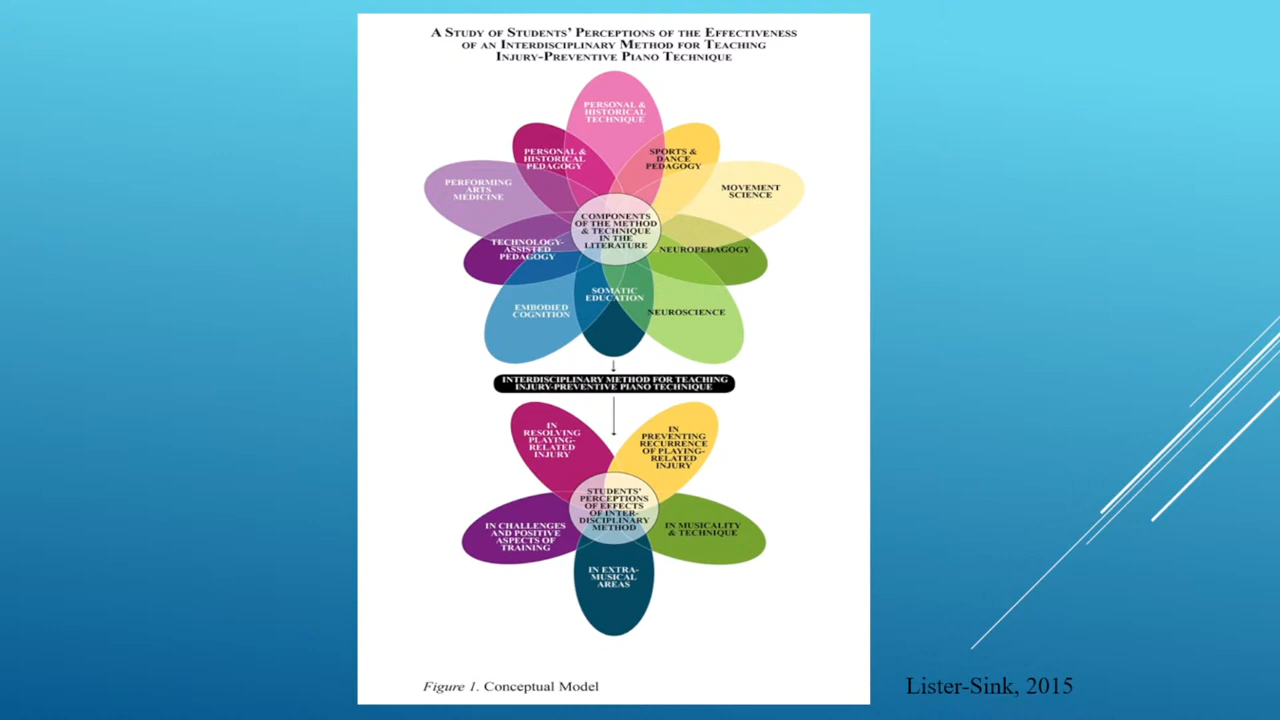 A STUDY OF STUDENTS' PERCEPTIONS OF THE EFFECTIVENESS
OF AN INTERDISCIPLINARY METHOD FOR TEACHING
INJURY-PREVENTIVE PIANO TECHNIQUE
PERSONAL &
HISTORICAL
TECHNIQUE
PERSONAL &
HISTORICAL
PEDAGOGY
SPORTS &
DANCE
PEDAGOGY
PERFORMING
ARTS
MEDICINE
MOVEMENT
SCIENCE
COMPONENTS
OF THE METHOD
& TECHNIQUE
IN THE
LITERATURE
TECHNOLOGY-
ASSISTED
PEDAGOGY
NEUROPEDAGOGY
EMBODIED
COGNITION
SOMATIC
EDUCATION
NEUROSCIENCE
INTERDISCIPLINARY METHOD FOR TEACHING
INJURY-PREVENTIVE PIANO TECHNIQUE
IN
RESOLVING
PLAYING-
RELATED
INJURY
IN
PREVENTING
RECURRENCE
OF PLAYING-
RELATED
INJURY
STUDENTS'
PERCEPTIONS
OF EFFECTS
OF INTER-
DISCIPLINARY
METHOD
IN CHALLENGES
AND POSITIVE
ASPECTS OF
TRAINING
IN MUSICALITY
& TECHNIQUE
IN EXTRA-
MUSICAL
AREAS
Figure 1. Conceptual Model
Lister-Sink, 2015